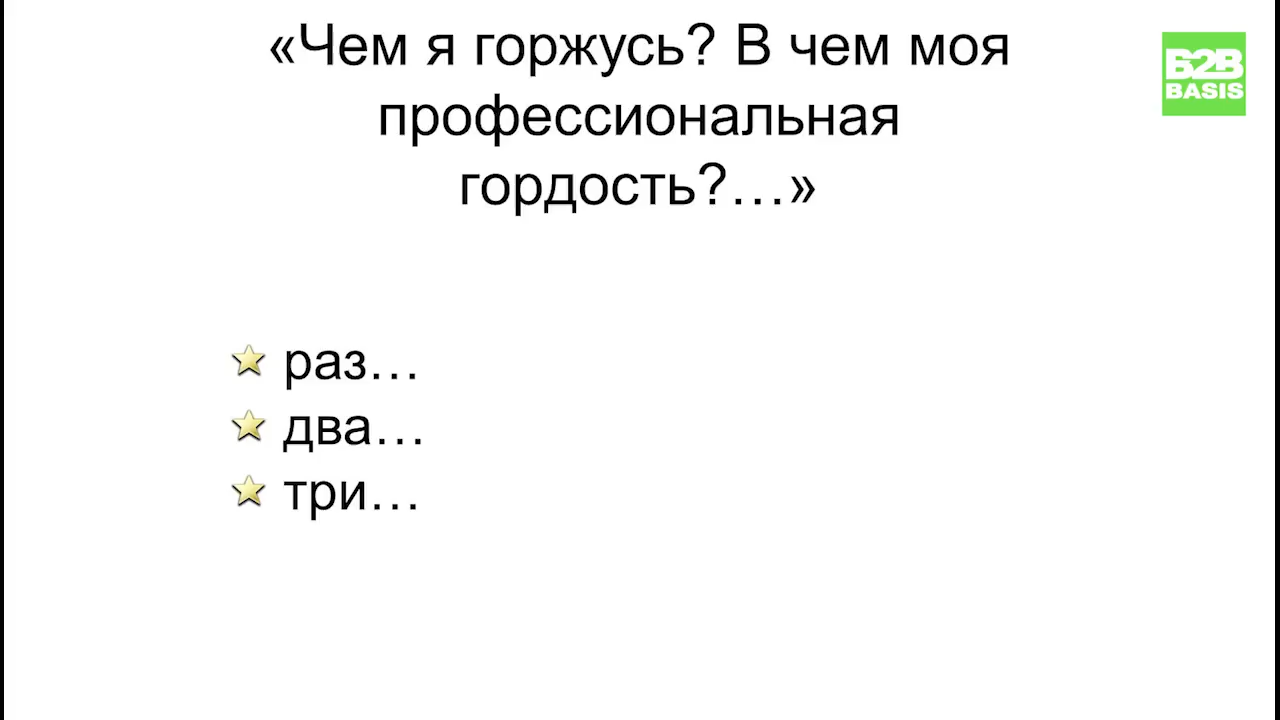 «Чем я горжусь? В чем моя
профессиональная
гордость?…»
B2B
BASIS
раз…
два…
три…